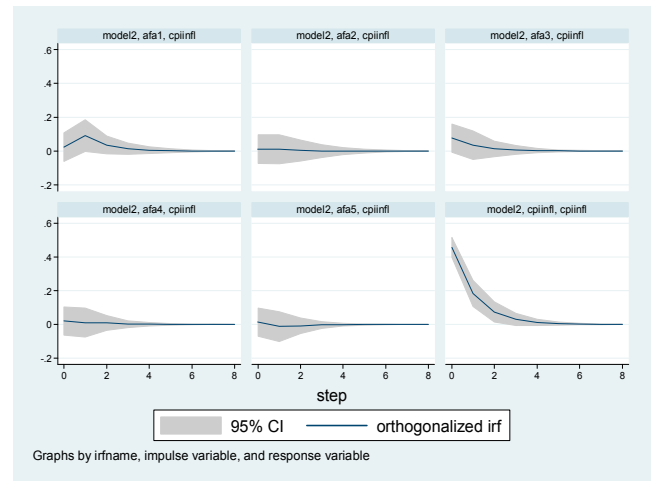 model2, afa1, cpiinfl
model2, afa2, cpiinfl
model2, afa3, cpiinfl
.6
.4
.2
0
-.2
model2, afa4, cpiinfl
model2, afa5, cpiinfl
model2, cpiinfl, cpiinfl
.6
.4
.2
0
-.2
0 2 4 6 8
0 2 4 6 8
0 2 4 6 8
step
95% CI
orthogonalized irf
Graphs by irfname, impulse variable, and response variable